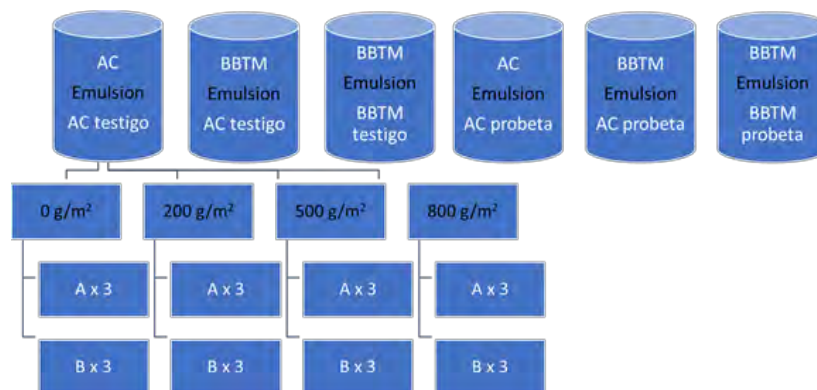 AC
Emulsion
AC testigo
BBTM
Emulsion
AC testigo
BBTM
Emulsion
BBTM
testigo
AC
Emulsion
AC probeta
BBTM
Emulsion
AC probeta
BBTM
Emulsion
BBTM
probeta
0 g/m²
200 g/m²
500 g/m²
800 g/m²
A x 3
A x 3
A x 3
A x 3
B x 3
B x 3
B x 3
B x 3